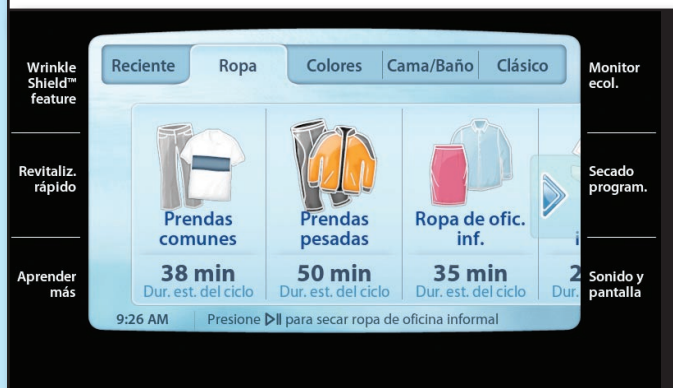 Wrinkle
Shield™
feature
Revitaliz.
rápido
Aprender
más
Reciente
Ropa
Colores
Cama/Baño
Clásico
Prendas
comunes
38 min
Dur. est. del ciclo
Prendas
pesadas
50 min
Dur. est. del ciclo
Ropa de ofic.
inf.
35 min
Dur. est. del ciclo
Dur.
9:26 AM
Presione para secar ropa de oficina informal
Monitor
ecol.
Secado
program.
Sonido y
pantalla